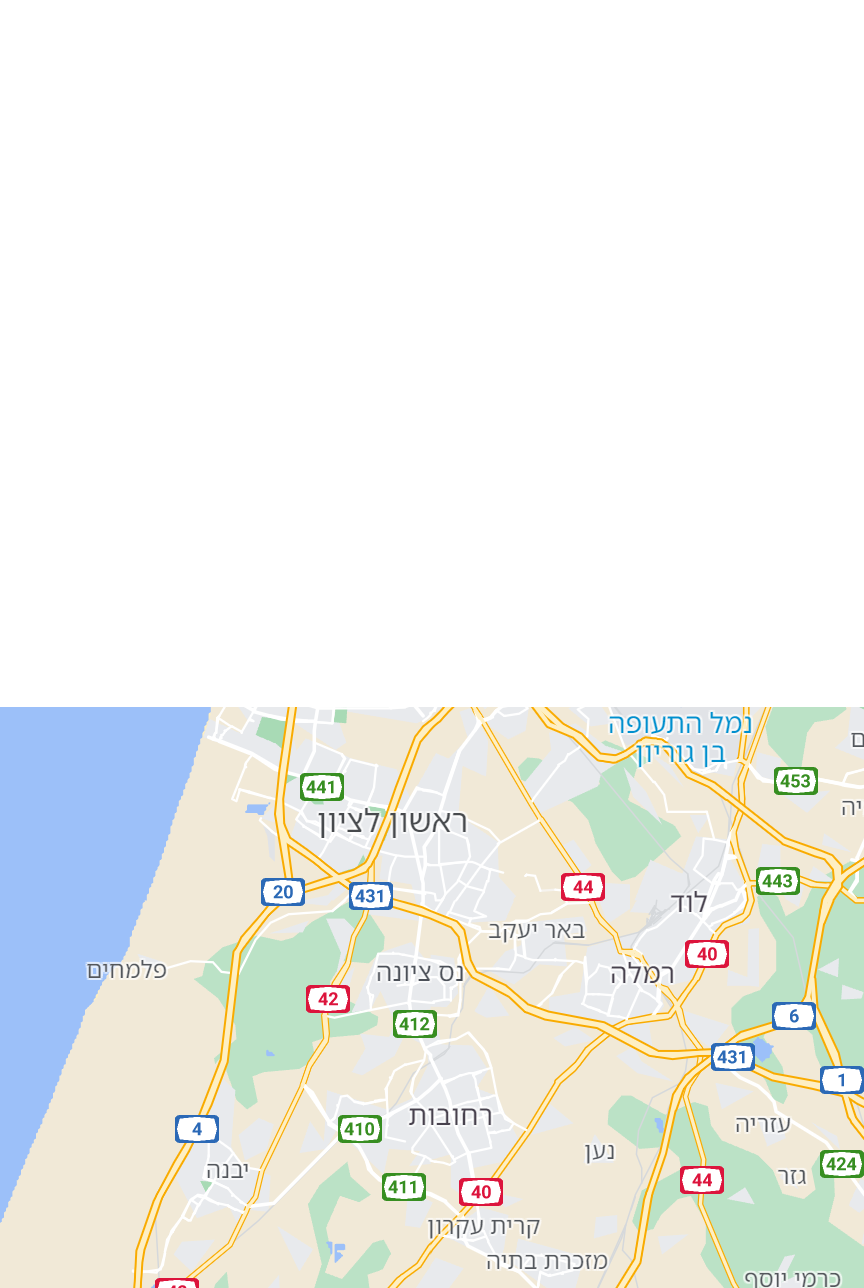 נמל התעופה
בן גוריון
453
441
ראשון לציון
443
44
20
431
לוד
באר יעקב
40
פלמחים
נס ציונה
רמלה
42
412
6
431
1
רחובות
עזריה
4
410
נען
424
יבנה
גזר
44
411
40
קרית עקרון
מזכרת בתיה
כרמי יוסף